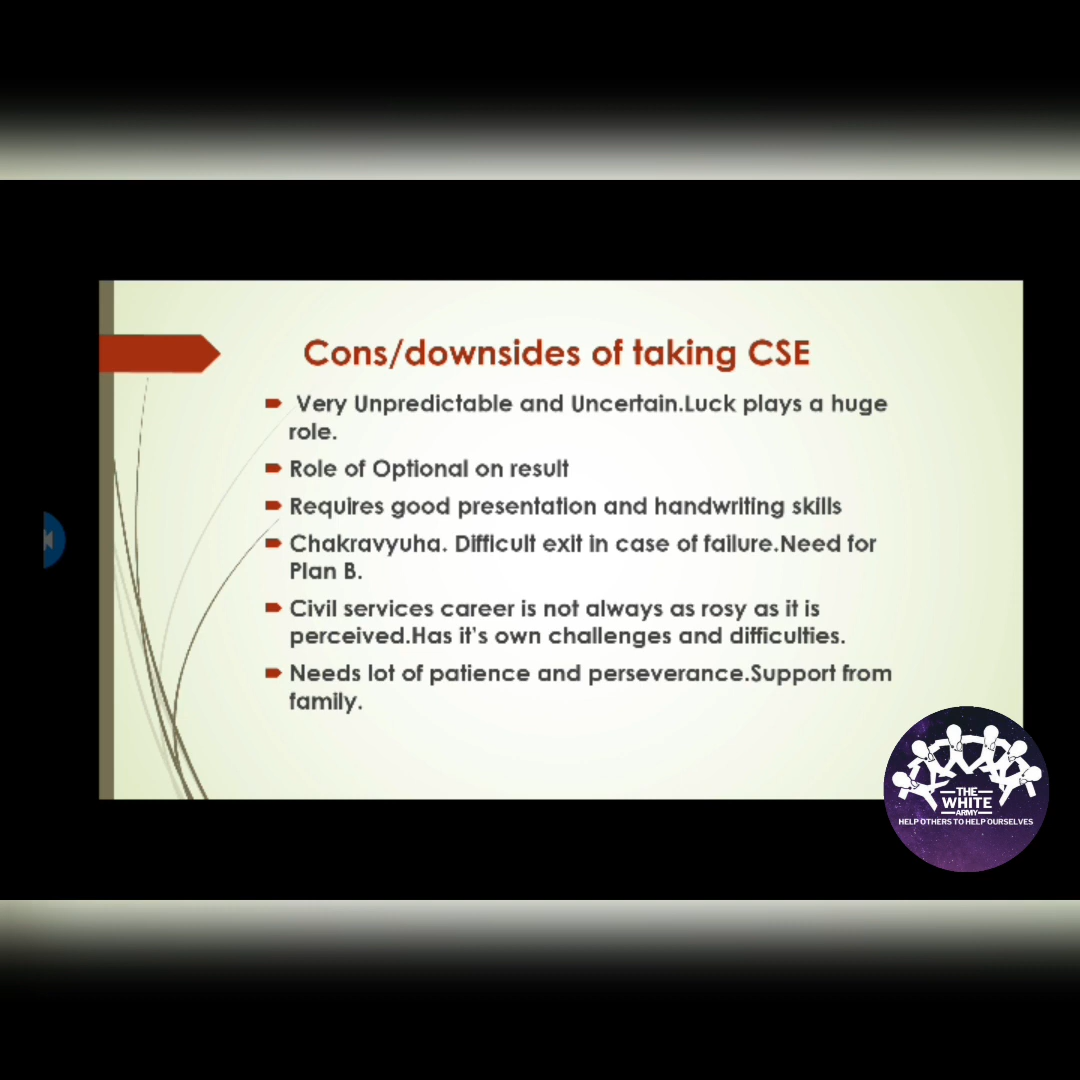 Cons/downsides of taking CSE
Very Unpredictable and Uncertain.Luck plays a huge
role.
Role of Optional on result
Requires good presentation and handwriting skills
Chakravyuha. Difficult exit in case of failure.Need for
Plan B.
Civil services career is not always as rosy as it is
perceived.Has it's own challenges and difficulties.
Needs lot of patience and perseverance.Support from
family.
THE
WHITE
ARMY
HELP OTHERS TO HELP OURSELVES